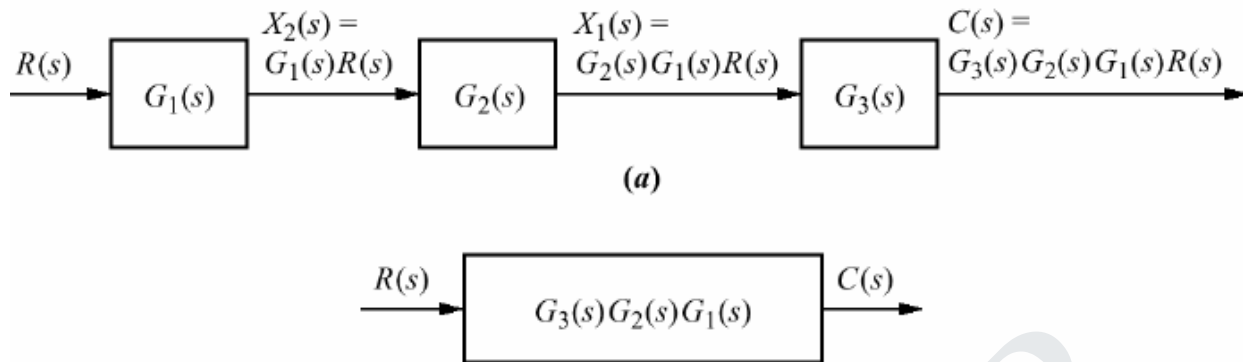 X₂(s) =
R(s)
G₁(s)R(s)
G₁(s)
X₁(s) =
G₂(s)G₁(s)R(s)
G₂(s)
C(s) =
G₃(s)G₂(s)G₁(s)R(s)
G₃(s)
(a)
R(s)
G₃(s)G₂(s)G₁(s)
C(s)